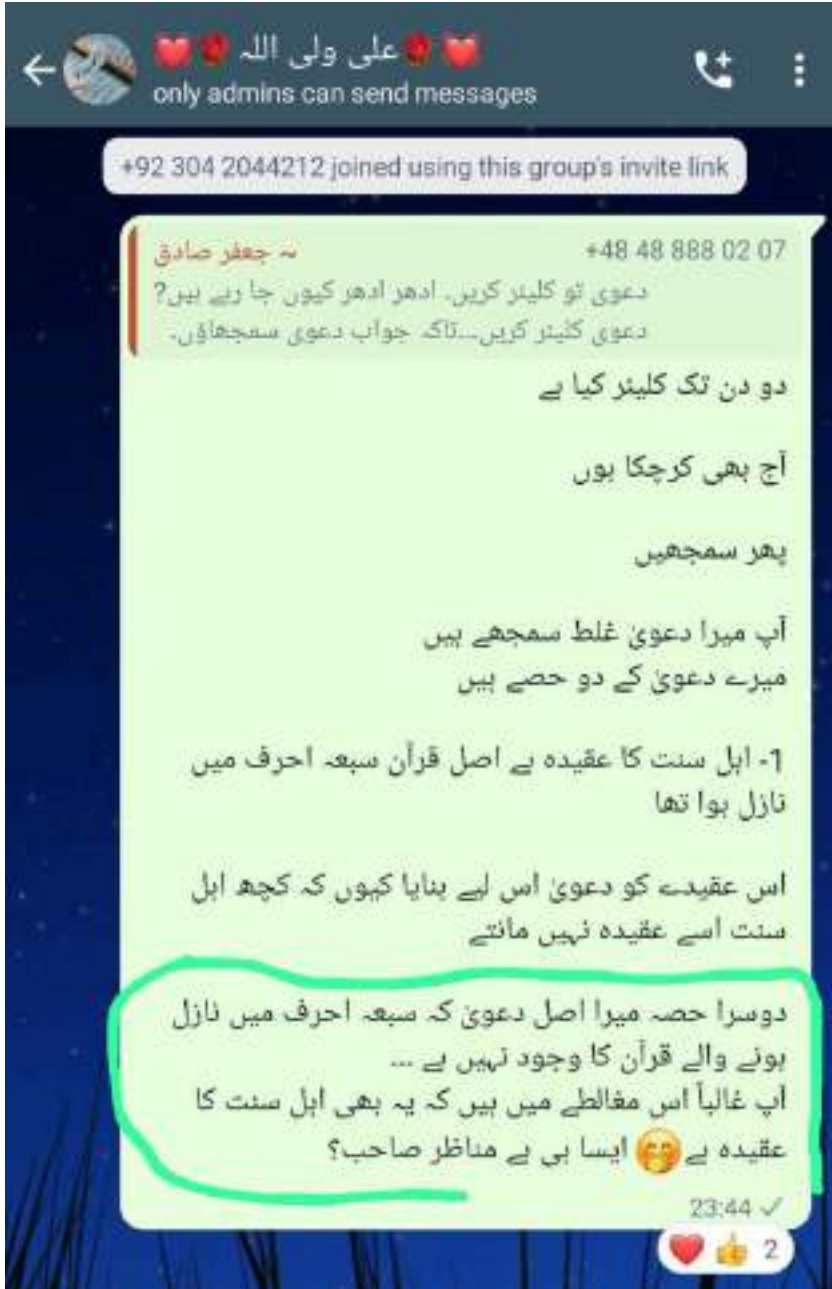 ❤️🌹علی ولی اللہ🌹❤️
only admins can send messages
+92 304 2044212 joined using this group's invite link
~ جعفر صادق +48 48 888 02 07
دعوی تو کلیئر کریں۔ ادھر ادھر کیوں جا رہے ہیں?
دعوی کلیئر کریں۔۔۔تاکہ جواب دعوی سمجھاؤں۔
دو دن تک کلیئر کیا ہے
آج بھی کرچکا ہوں
پھر سمجھیں
آپ میرا دعویٰ غلط سمجھے ہیں
میرے دعویٰ کے دو حصے ہیں
1- اہل سنت کا عقیدہ ہے اصل قرآن سبعہ احرف میں
نازل ہوا تھا
اس عقیدے کو دعویٰ اس لیے بنایا کیوں کہ کچھ اہل
سنت اسے عقیدہ نہیں مانتے
دوسرا حصہ میرا اصل دعویٰ کہ سبعہ احرف میں نازل
ہونے والے قرآن کا وجود نہیں ہے ...
آپ غالباً اس مغالطے میں ہیں کہ یہ بھی اہل سنت کا
عقیدہ ہے🤭 ایسا ہی ہے مناظر صاحب؟
23:44 ✓
❤️👍 2